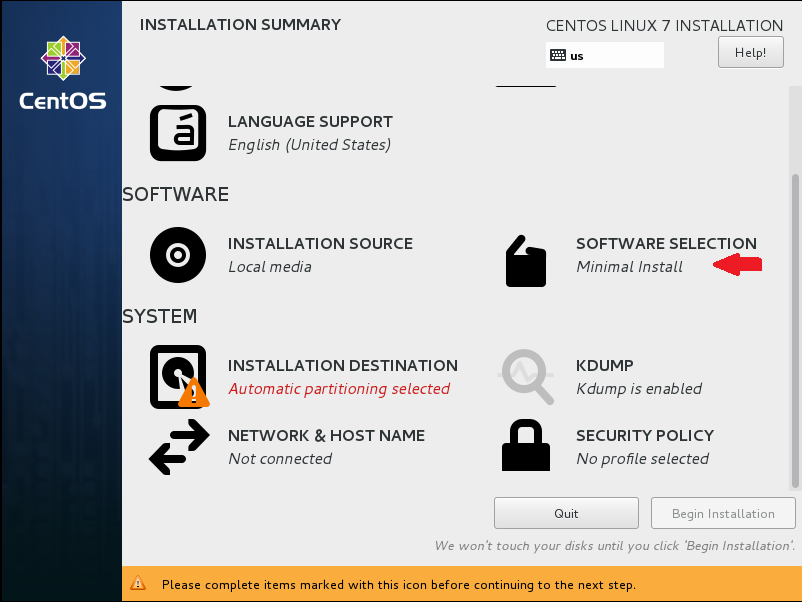 INSTALLATION SUMMARY
CENTOS LINUX 7 INSTALLATION
us
Help!
CentOS
LANGUAGE SUPPORT
English (United States)
SOFTWARE
INSTALLATION SOURCE
Local media
SOFTWARE SELECTION
Minimal Install
SYSTEM
INSTALLATION DESTINATION
Automatic partitioning selected
KDUMP
Kdump is enabled
NETWORK & HOST NAME
Not connected
SECURITY POLICY
No profile selected
Quit
Begin Installation
We won't touch your disks until you click 'Begin Installation'.
Please complete items marked with this icon before continuing to the next step.